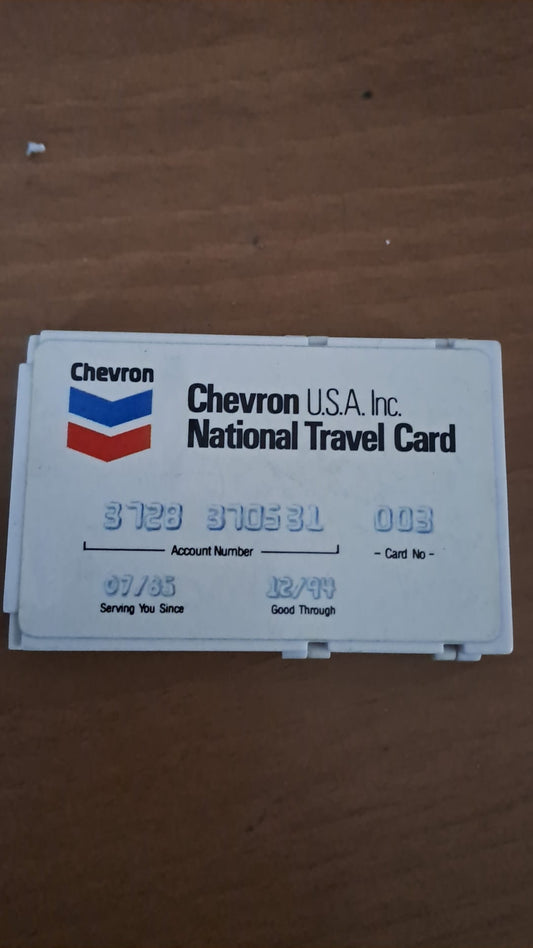 Chevron
Chevron U.S.A. Inc.
National Travel Card
3728 370531 003
Account Number - Card No -
07/85 12/94
Serving You Since Good Through